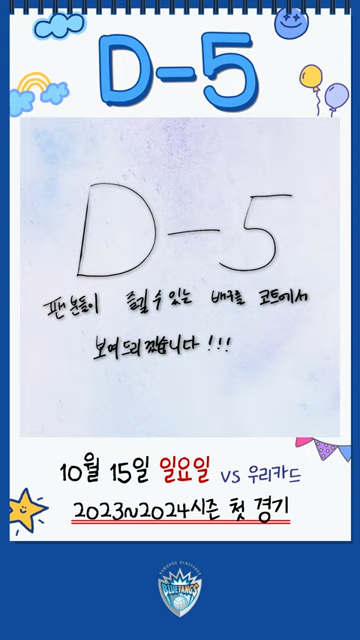 D-5
D-5
팬분들이 즐길 수 있는 배구를 코트에서
보여드리겠습니다!!!
10월 15일 일요일 VS 우리카드
2023~2024시즌 첫 경기
BLUEFANGS